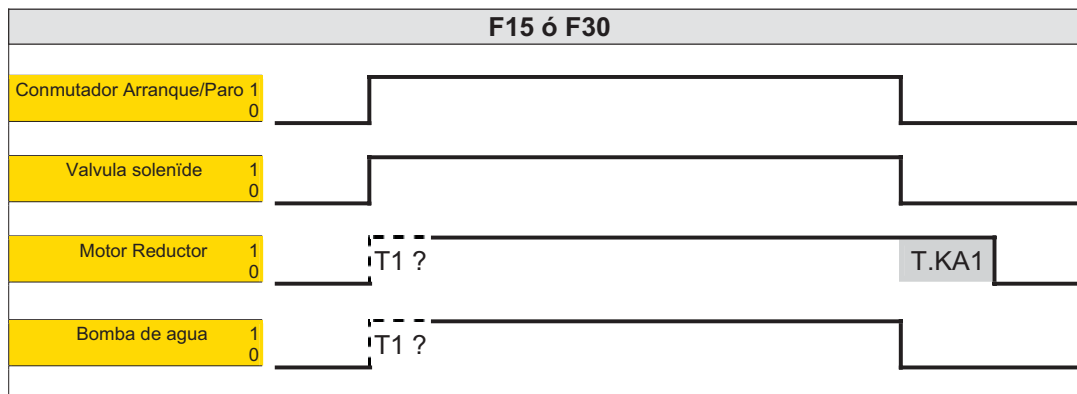 F15 ó F30
Conmutador Arranque/Paro 1
0
Valvula solenïde 1
0
Motor Reductor 1
0
T1 ?
T.KA1
Bomba de agua 1
0
T1 ?